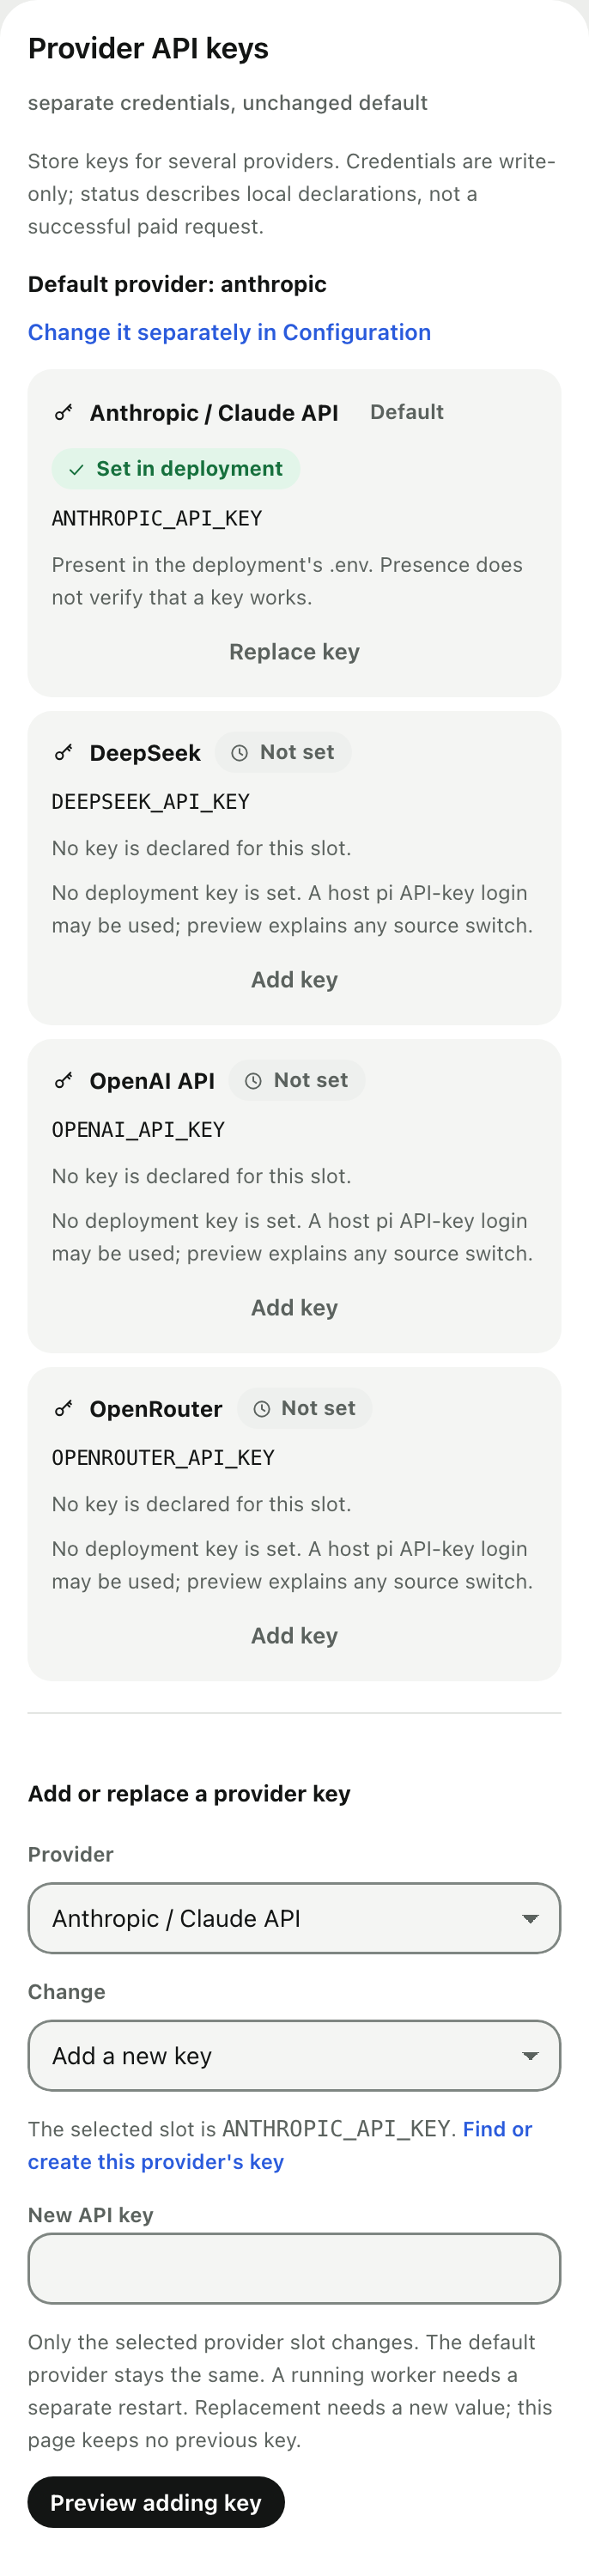 Provider API keys
separate credentials, unchanged default
Store keys for several providers. Credentials are write-
only; status describes local declarations, not a
successful paid request.
Default provider: anthropic
Change it separately in Configuration
Anthropic / Claude API Default
Set in deployment
ANTHROPIC_API_KEY
Present in the deployment's .env. Presence does
not verify that a key works.
Replace key
DeepSeek Not set
DEEPSEEK_API_KEY
No key is declared for this slot.
No deployment key is set. A host pi API-key login
may be used; preview explains any source switch.
Add key
OpenAI API Not set
OPENAI_API_KEY
No key is declared for this slot.
No deployment key is set. A host pi API-key login
may be used; preview explains any source switch.
Add key
OpenRouter Not set
OPENROUTER_API_KEY
No key is declared for this slot.
No deployment key is set. A host pi API-key login
may be used; preview explains any source switch.
Add key
Add or replace a provider key
Provider
Anthropic / Claude API
Change
Add a new key
The selected slot is ANTHROPIC_API_KEY. Find or
create this provider's key
New API key
Only the selected provider slot changes. The default
provider stays the same. A running worker needs a
separate restart. Replacement needs a new value; this
page keeps no previous key.
Preview adding key